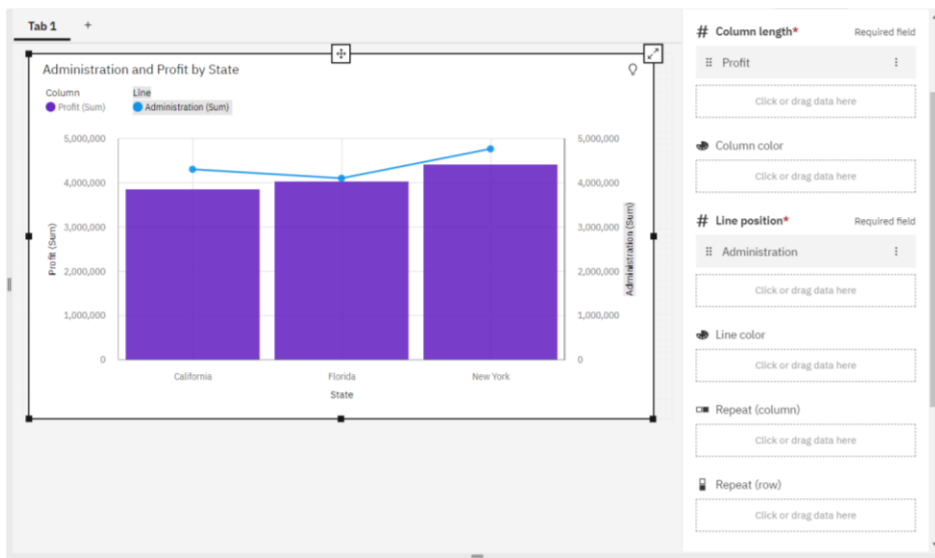 Tab 1 +
Administration and Profit by State
Column Line
Profit (Sum) Administration (Sum)
5,000,000 5,000,000
4,000,000 4,000,000
3,000,000 3,000,000
2,000,000 2,000,000
1,000,000 1,000,000
0 0
Profit (Sum)
Administration (Sum)
California Florida New York
State
# Column length* Required field
Profit
Click or drag data here
Column color
Click or drag data here
# Line position* Required field
Administration
Click or drag data here
Line color
Click or drag data here
Repeat (column)
Click or drag data here
Repeat (row)
Click or drag data here